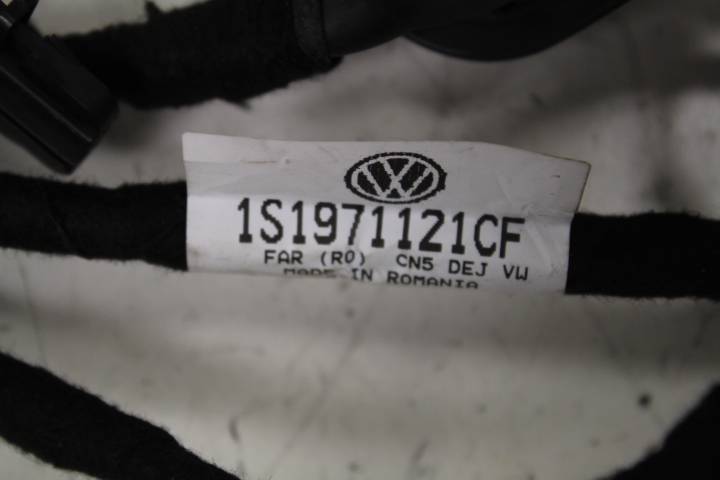 1S1971121CF
FAR (RO) CN5 DEJ VW
MADE IN ROMANIA